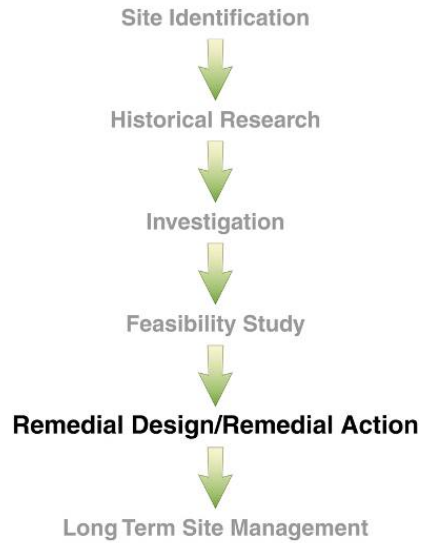 Site Identification
Historical Research
Investigation
Feasibility Study
Remedial Design/Remedial Action
Long Term Site Management